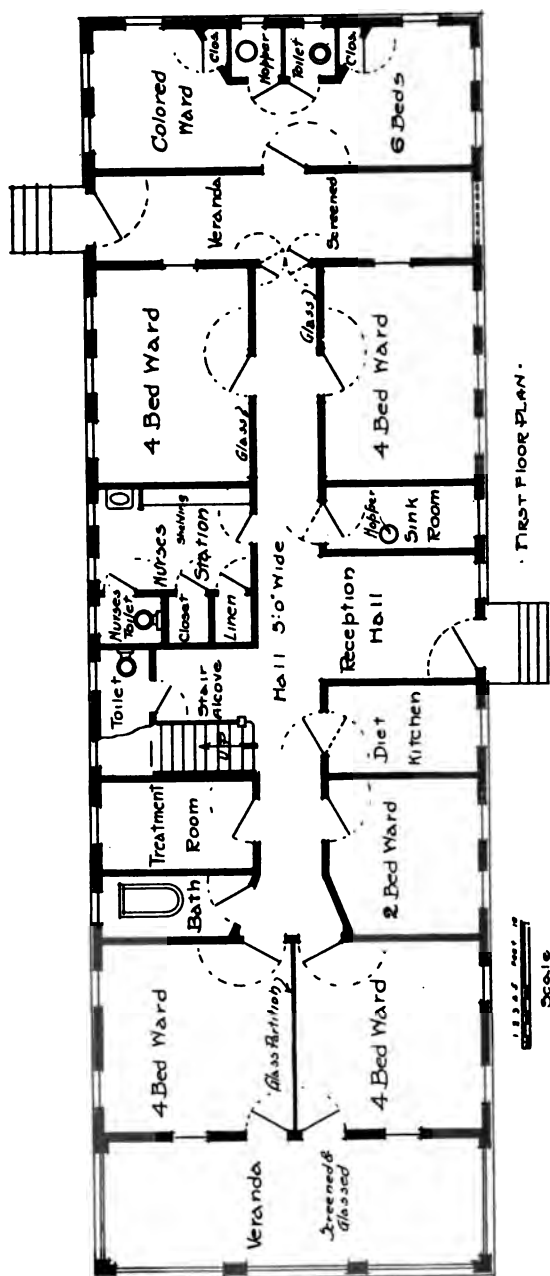 Colored
Ward
Clos
Hopper
Toilet
Clos
6 Beds
Veranda
Screened
4 Bed Ward
Glass
Glass
4 Bed Ward
Nurses
Station
Shelving
Nurses
Toilet
Closet
Linen
Hopper
Sink
Room
Hall 5'.0" Wide
Reception
Hall
Toilet
Stair
Alcove
UP
Diet
Kitchen
Treatment
Room
2 Bed Ward
Bath
4 Bed Ward
Glass Partition
4 Bed Ward
Veranda
Screened &
Glassed
· FIRST FLOOR PLAN ·
Scale